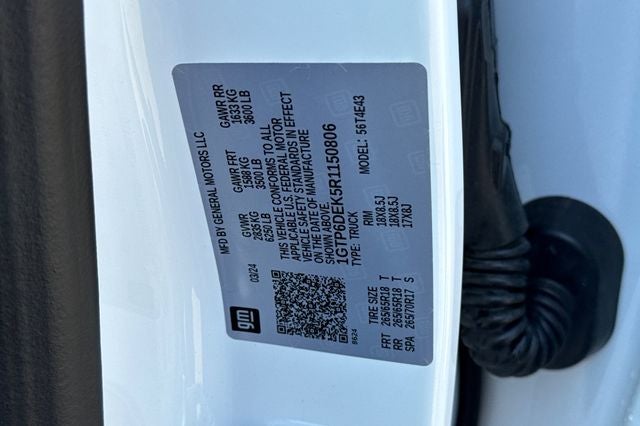 gm
MFD BY GENERAL MOTORS LLC
03/24 GVWR GAWR FRT GAWR RR
2835 KG 1588 KG 1633 KG
6250 LB 3500 LB 3600 LB
THIS VEHICLE CONFORMS TO ALL
APPLICABLE U.S. FEDERAL MOTOR
VEHICLE SAFETY STANDARDS IN EFFECT
ON THE DATE OF MANUFACTURE
SHOWN ABOVE.
1GTP6DEK5R1150806
TYPE: TRUCK MODEL: 56T4E43
8624
TIRE SIZE RIM
FRT 265/65R18 T 18X8.5J
RR 265/65R18 T 18X8.5J
SPA 265/70R17 S 17X8J